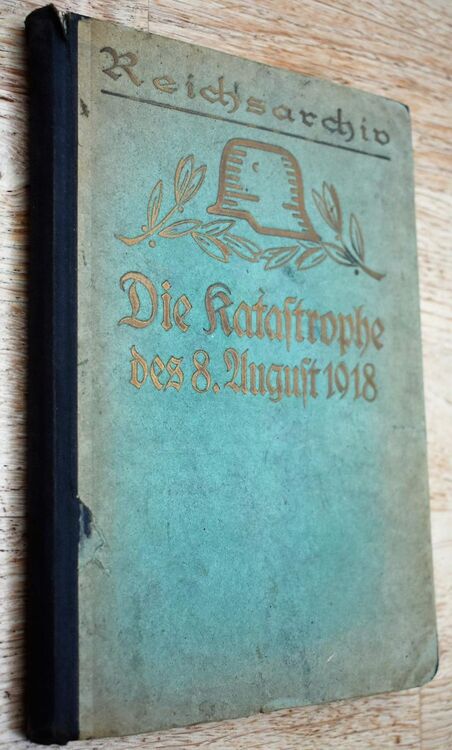 Reichsarchiv
Die Katastrophe
des 8. August 1918